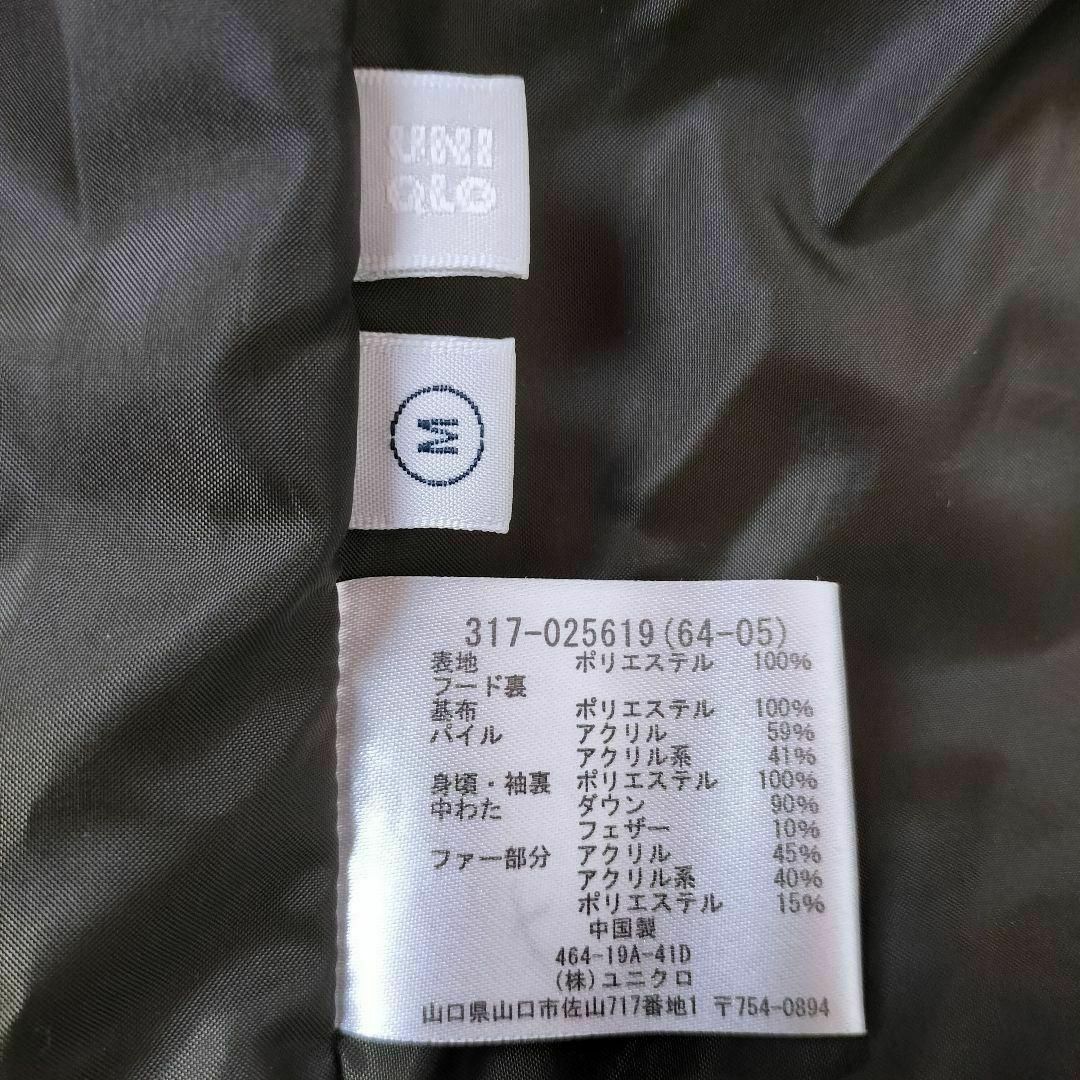 UNI
QLO
M
317-025619(64-05)
表地 ポリエステル 100%
フード裏
基布 ポリエステル 100%
パイル アクリル 59%
アクリル系 41%
身頃・袖裏 ポリエステル 100%
中わた ダウン 90%
フェザー 10%
ファー部分 アクリル 45%
アクリル系 40%
ポリエステル 15%
中国製
464-19A-41D
(株)ユニクロ
山口県山口市佐山717番地1 〒754-0894